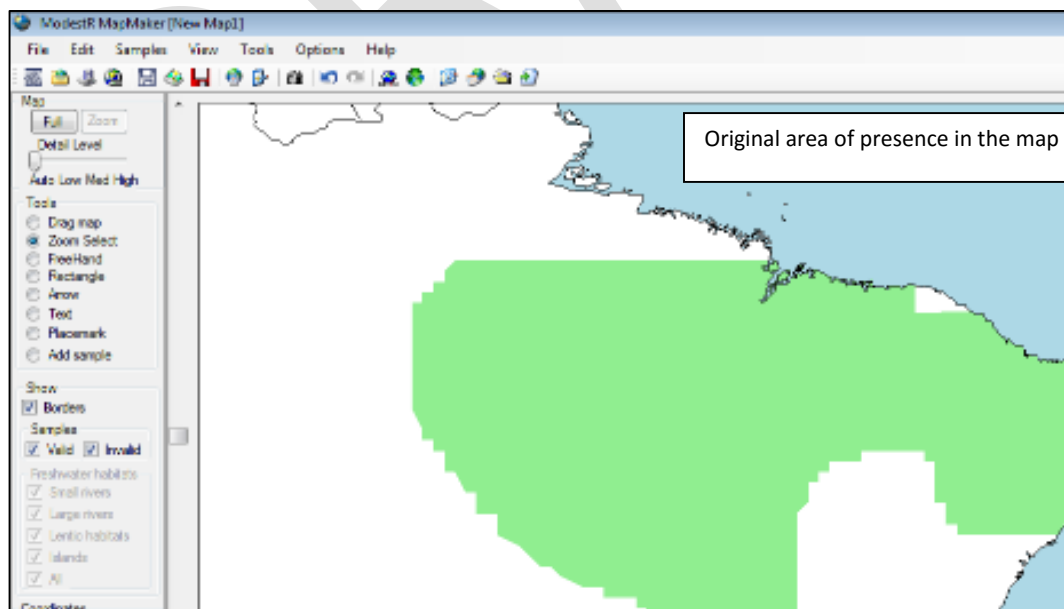 ModestR MapMaker [New Map1]
File Edit Samples View Tools Options Help
Map
Full Zoom
Detail Level
Auto Low Med High
Tools
Drag map
Zoom Select
FreeHand
Rectangle
Arrow
Text
Placemark
Add sample
Show
Borders
Samples
Valid Invalid
Freshwater habitats
Small rivers
Large rivers
Lentic habitats
Islands
All
Coordinates
Original area of presence in the map